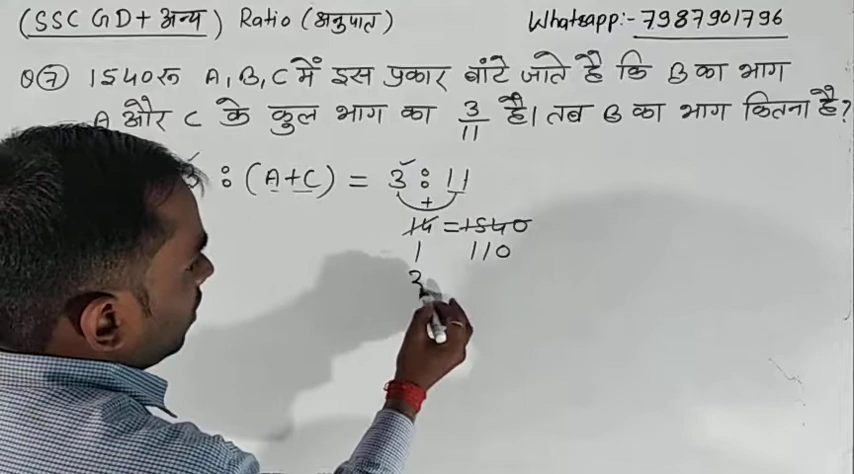 (SSC GD + अन्य) Ratio (अनुपात) Whatsapp:- 7987901796
Q7 1540रू A, B, C में इस प्रकार बांटे जाते है कि B का भाग
A और C के कुल भाग का 3/11 है। तब B का भाग कितना है?
: (A+C) = 3 : 11
+
14 = 1540
1 110
3